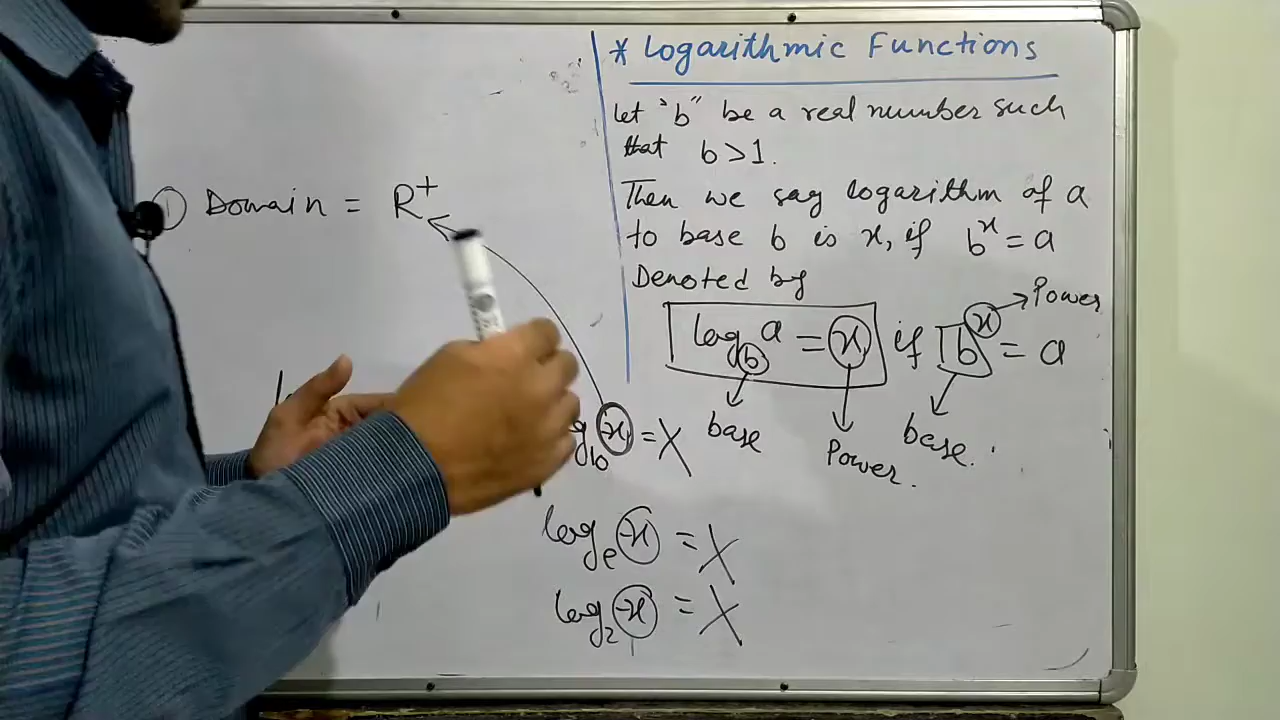 * Logarithmic Functions
Let "b" be a real number such
that b>1.
Then we say logarithm of a
to base b is x, if b^x = a
Denoted by
log_b a = x if b^x = a
Power
base
Power.
base.
① Domain = R⁺
g_10 x = X
log_e -x = X
log_2 -x = X